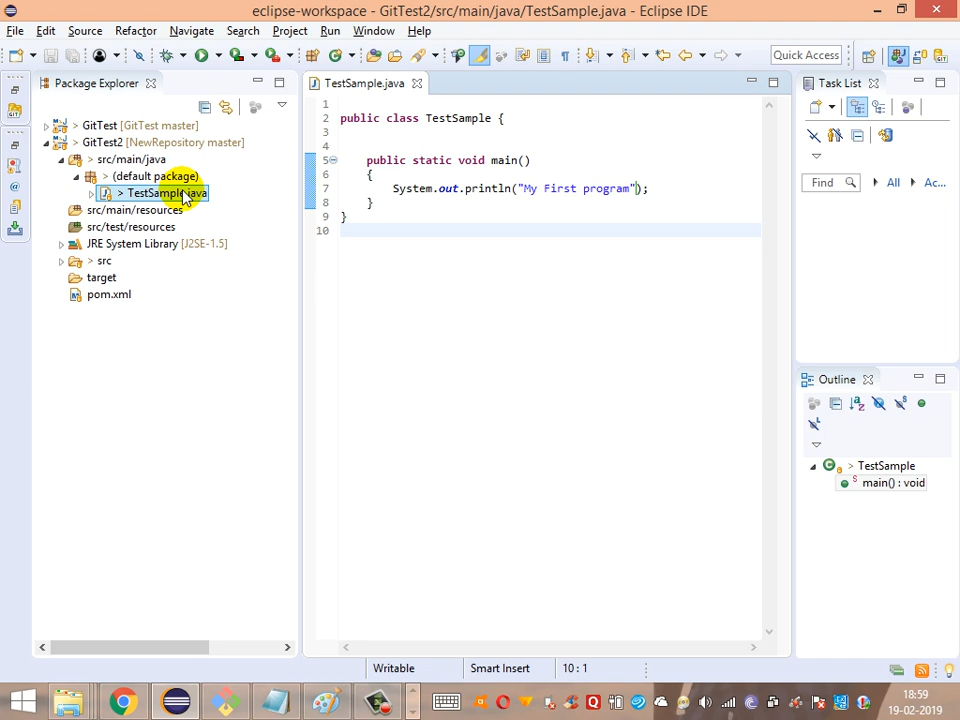 eclipse-workspace - GitTest2/src/main/java/TestSample.java - Eclipse IDE
File Edit Source Refactor Navigate Search Project Run Window Help
Quick Access
Package Explorer
> GitTest [GitTest master]
> GitTest2 [NewRepository master]
> src/main/java
> (default package)
> TestSample.java
src/main/resources
src/test/resources
JRE System Library [J2SE-1.5]
> src
target
pom.xml
TestSample.java
1
2 public class TestSample {
3
4
5 public static void main()
6 {
7 System.out.println("My First program");
8 }
9 }
10
Task List
Find All Ac...
Outline
> TestSample
S main() : void
Writable Smart Insert 10 : 1
18:59
19-02-2019